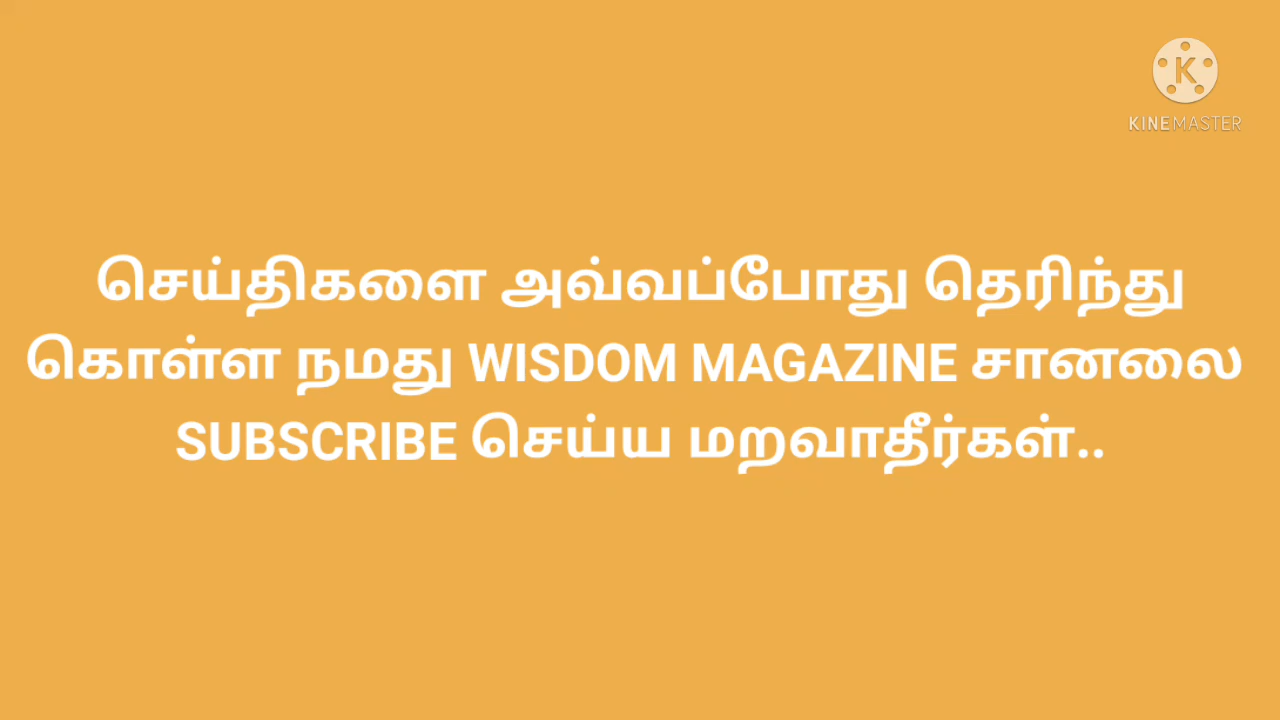 KINEMASTER
செய்திகளை அவ்வப்போது தெரிந்து
கொள்ள நமது WISDOM MAGAZINE சானலை
SUBSCRIBE செய்ய மறவாதீர்கள்..